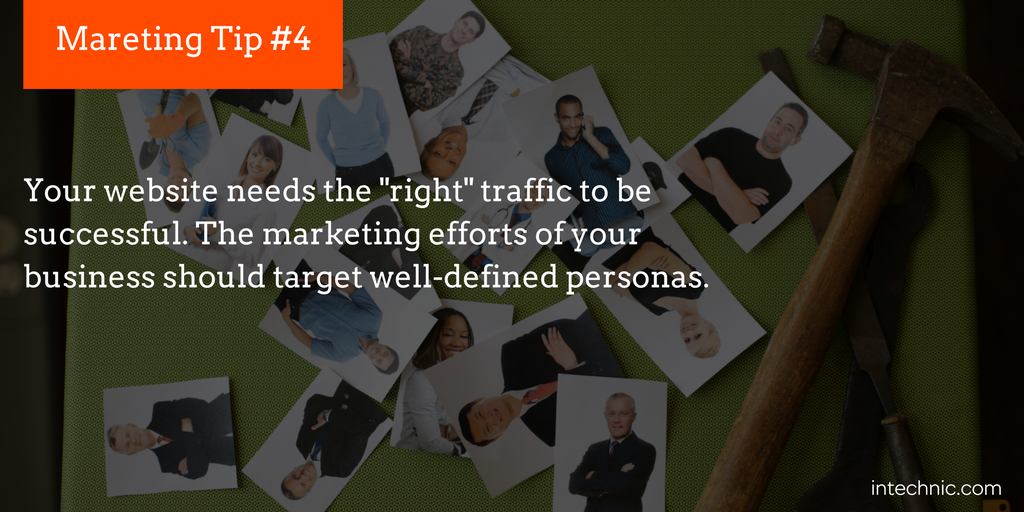 Mareting Tip #4
Your website needs the "right" traffic to be
successful. The marketing efforts of your
business should target well-defined personas.
intechnic.com